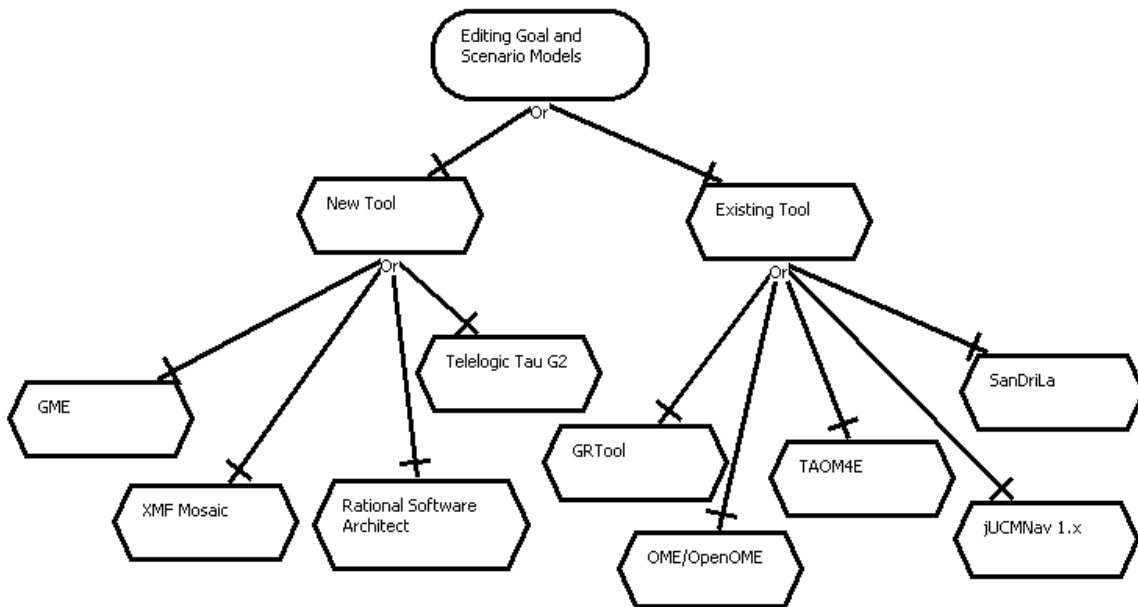 Editing Goal and
Scenario Models
Or
New Tool
Existing Tool
Or
Or
Telelogic Tau G2
SanDriLa
GME
GRTool
TAOM4E
XMF Mosaic
Rational Software
Architect
jUCMNav 1.x
OME/OpenOME